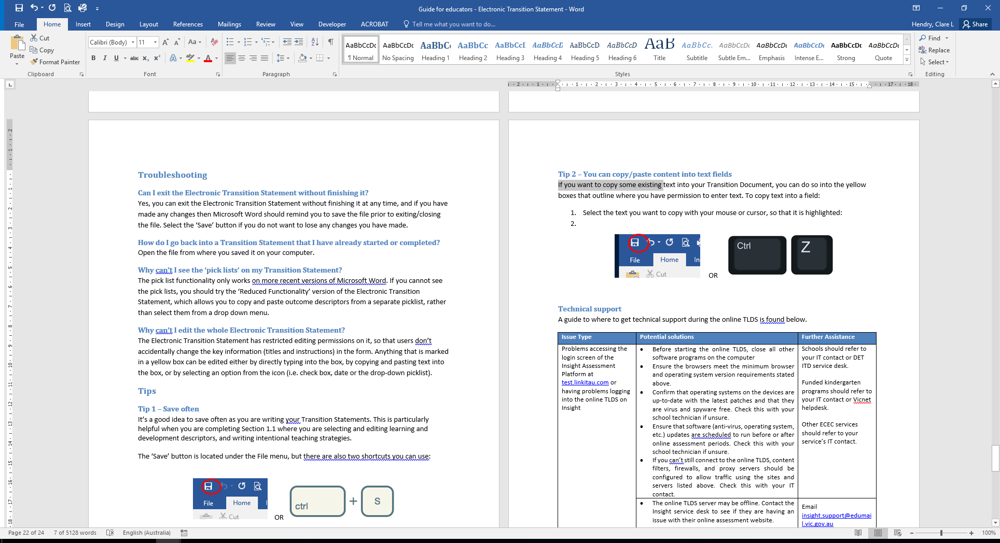 Guide for educators - Electronic Transition Statement - Word
File Home Insert Design Layout References Mailings Review View Developer ACROBAT Tell me what you want to do... Hendry, Clare L Share
Paste
Cut
Copy
Format Painter
Clipboard
Calibri (Body) 11
Font
Paragraph
AaBbCcDc AaBbCcDc AaBbC AaBbCc AaBbCcI AaBbCcD AaBbCcD AaBbCcD AaB AaBbCc AaBbCcDc AaBbCcDc AaBbCcDc AaBbCcDc AaBbCcDc
¶ Normal No Spacing Heading 1 Heading 2 Heading 3 Heading 4 Heading 5 Heading 6 Title Subtitle Subtle Em... Emphasis Intense E... Strong Quote
Styles
Find
Replace
Select
Editing
Troubleshooting
Can I exit the Electronic Transition Statement without finishing it?
Yes, you can exit the Electronic Transition Statement without finishing it at any time, and if you have
made any changes then Microsoft Word should remind you to save the file prior to exiting/closing
the file. Select the ‘Save’ button if you do not want to lose any changes you have made.
How do I go back into a Transition Statement that I have already started or completed?
Open the file from where you saved it on your computer.
Why can’t I see the ‘pick lists’ on my Transition Statement?
The pick list functionality only works on more recent versions of Microsoft Word. If you cannot see
the pick lists, you should try the ‘Reduced Functionality’ version of the Electronic Transition
Statement, which allows you to copy and paste outcome descriptors from a separate picklist, rather
than select them from a drop down menu.
Why can’t I edit the whole Electronic Transition Statement?
The Electronic Transition Statement has restricted editing permissions on it, so that users don’t
accidentally change the key information (titles and instructions) in the form. Anything that is marked
in a yellow box can be edited either by directly typing into the box, by copying and pasting text into
the box, or by selecting an option from the icon (i.e. check box, date or the drop-down picklist).
Tips
Tip 1 – Save often
It’s a good idea to save often as you are writing your Transition Statements. This is particularly
helpful when you are completing Section 1.1 where you are selecting and editing learning and
development descriptors, and writing intentional teaching strategies.
The ‘Save’ button is located under the File menu, but there are also two shortcuts you can use:
File Home
Cut
OR
ctrl + S
Tip 2 – You can copy/paste content into text fields
If you want to copy some existing text into your Transition Document, you can do so into the yellow
boxes that outline where you have permission to enter text. To copy text into a field:
1. Select the text you want to copy with your mouse or cursor, so that it is highlighted:
2.
File Home In
Cut
OR
Ctrl Z
Technical support
A guide to where to get technical support during the online TLDS is found below.
Issue Type
Potential solutions
Further Assistance
Problems accessing the
login screen of the
Insight Assessment
Platform at
test.linkitau.com or
having problems logging
into the online TLDS on
Insight
• Before starting the online TLDS, close all other
software programs on the computer
• Ensure the browsers meet the minimum browser
and operating system version requirements stated
above.
• Confirm that operating systems on the devices are
up-to-date with the latest patches and that they
are virus and spyware free. Check this with your
school technician if unsure.
• Ensure that software (anti-virus, operating system,
etc.) updates are scheduled to run before or after
online assessment periods. Check this with your
school technician if unsure.
• If you can’t still connect to the online TLDS, content
filters, firewalls, and proxy servers should be
configured to allow traffic using the sites and
servers listed above. Check this with your IT
contact.
Schools should refer to
your IT contact or DET
ITD service desk.
Funded kindergarten
programs should refer to
your IT contact or Vicnet
helpdesk.
Other ECEC services
should refer to your
service’s IT contact.
• The online TLDS server may be offline. Contact the
Insight service desk to see if they are having an
issue with their online assessment website.
Email
insight.support@edumai
l.vic.gov.au
Page 22 of 24 7 of 5128 words English (Australia) 100%